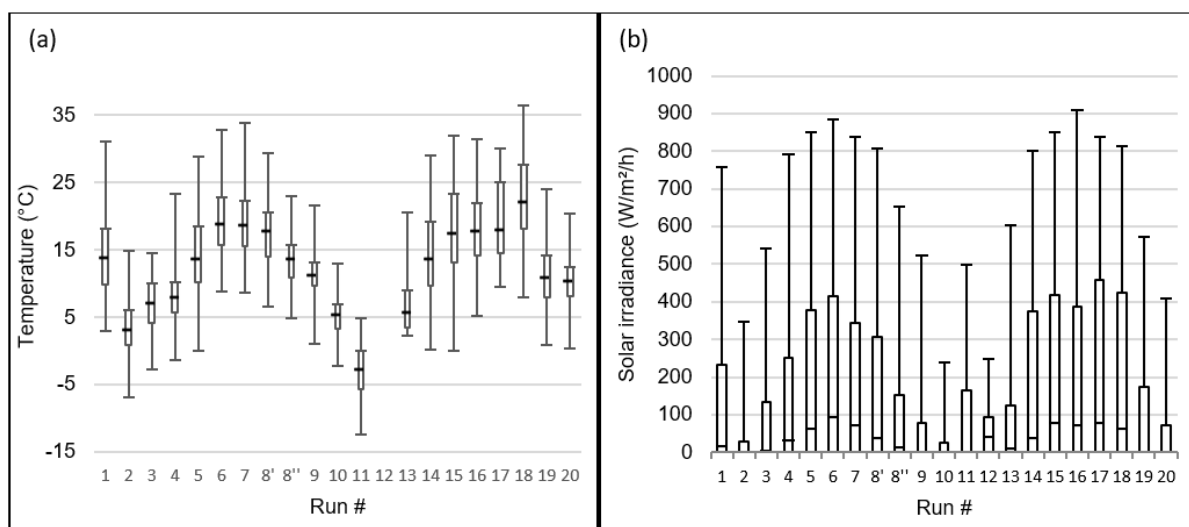 (a)
Temperature (°C)
35
25
15
5
-5
-15
1 2 3 4 5 6 7 8' 8'' 9 10 11 12 13 14 15 16 17 18 19 20
Run #
(b)
Solar irradiance (W/m²/h)
1000
900
800
700
600
500
400
300
200
100
0
1 2 3 4 5 6 7 8' 8'' 9 10 11 12 13 14 15 16 17 18 19 20
Run #